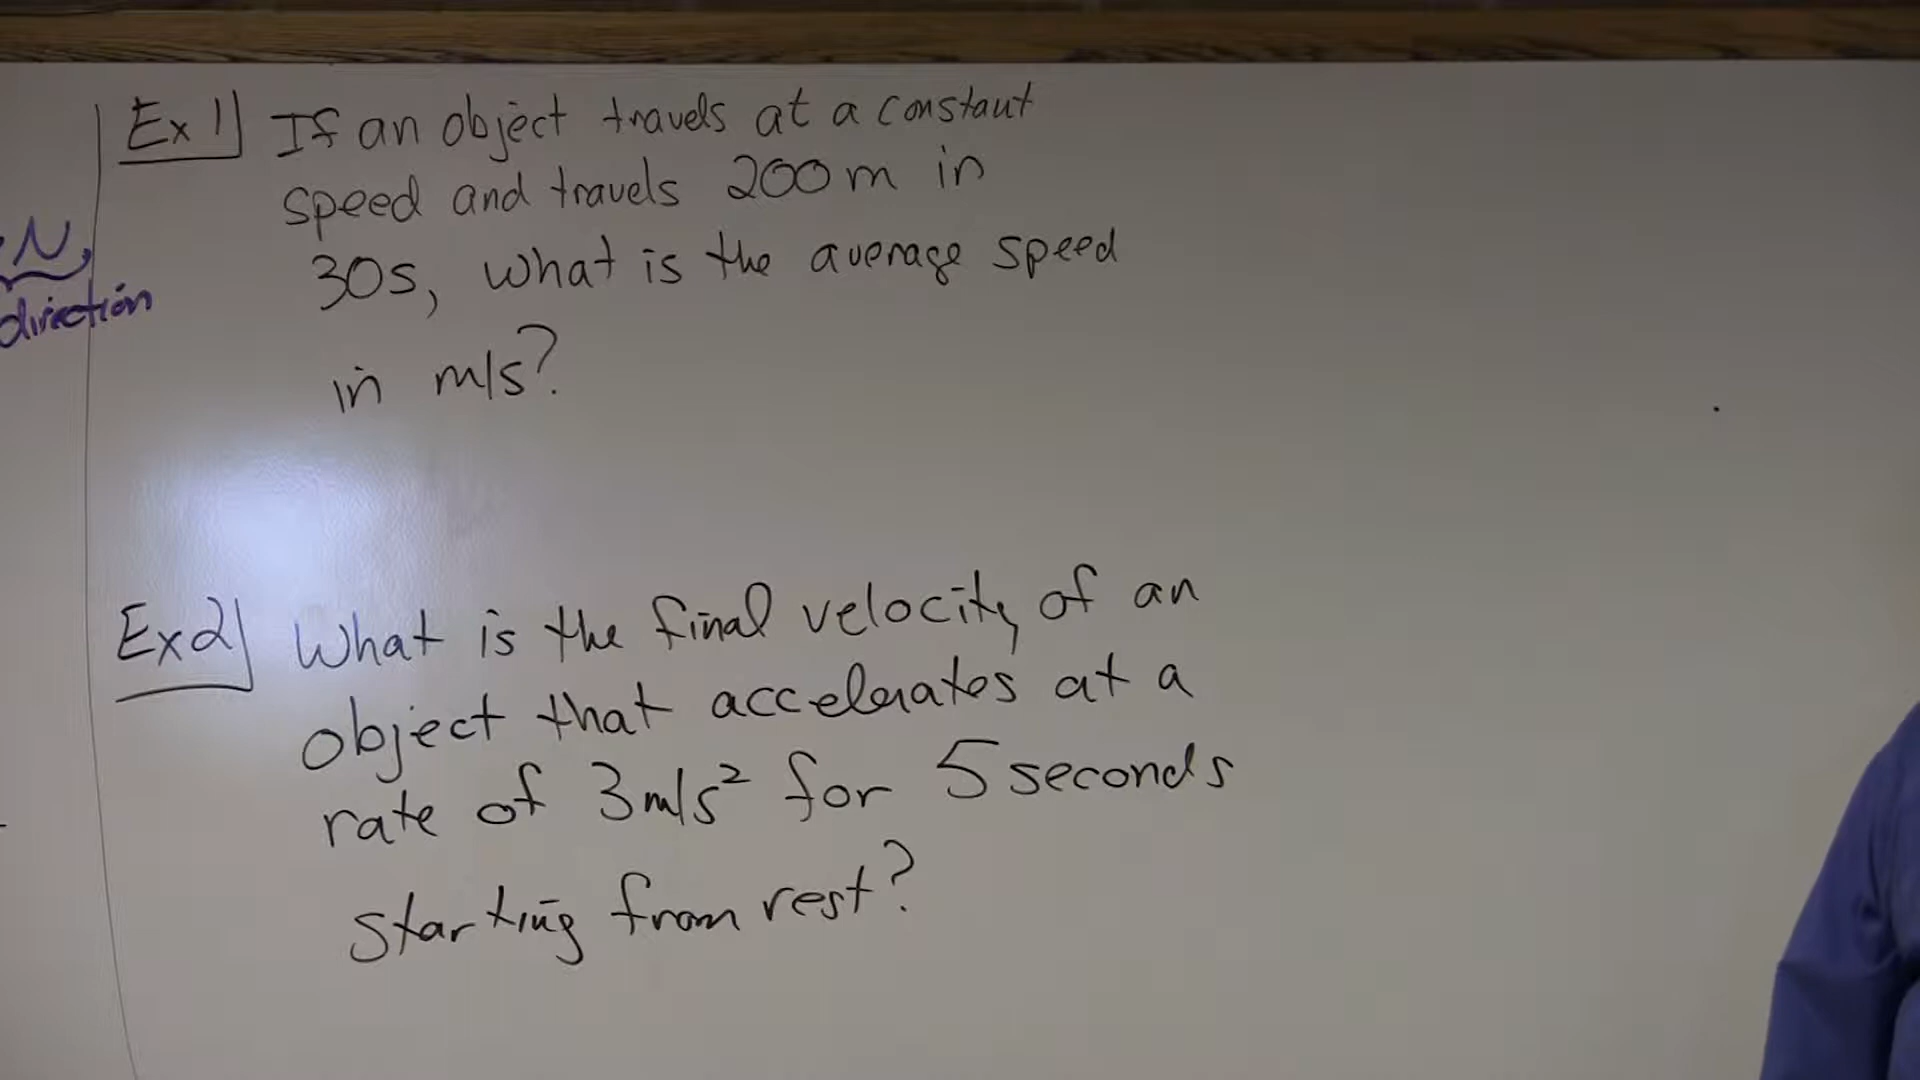 Ex 1) If an object travels at a constant
speed and travels 200 m in
30s, what is the average speed
in m/s?
N,
direction
Ex2) What is the final velocity of an
object that accelerates at a
rate of 3 m/s² for 5 seconds
starting from rest?